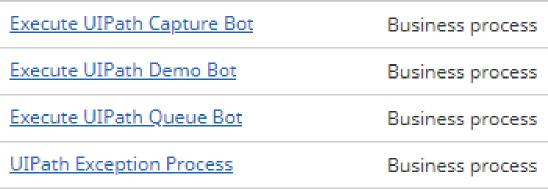 Execute UIPath Capture Bot Business process
Execute UIPath Demo Bot Business process
Execute UIPath Queue Bot Business process
UIPath Exception Process Business process